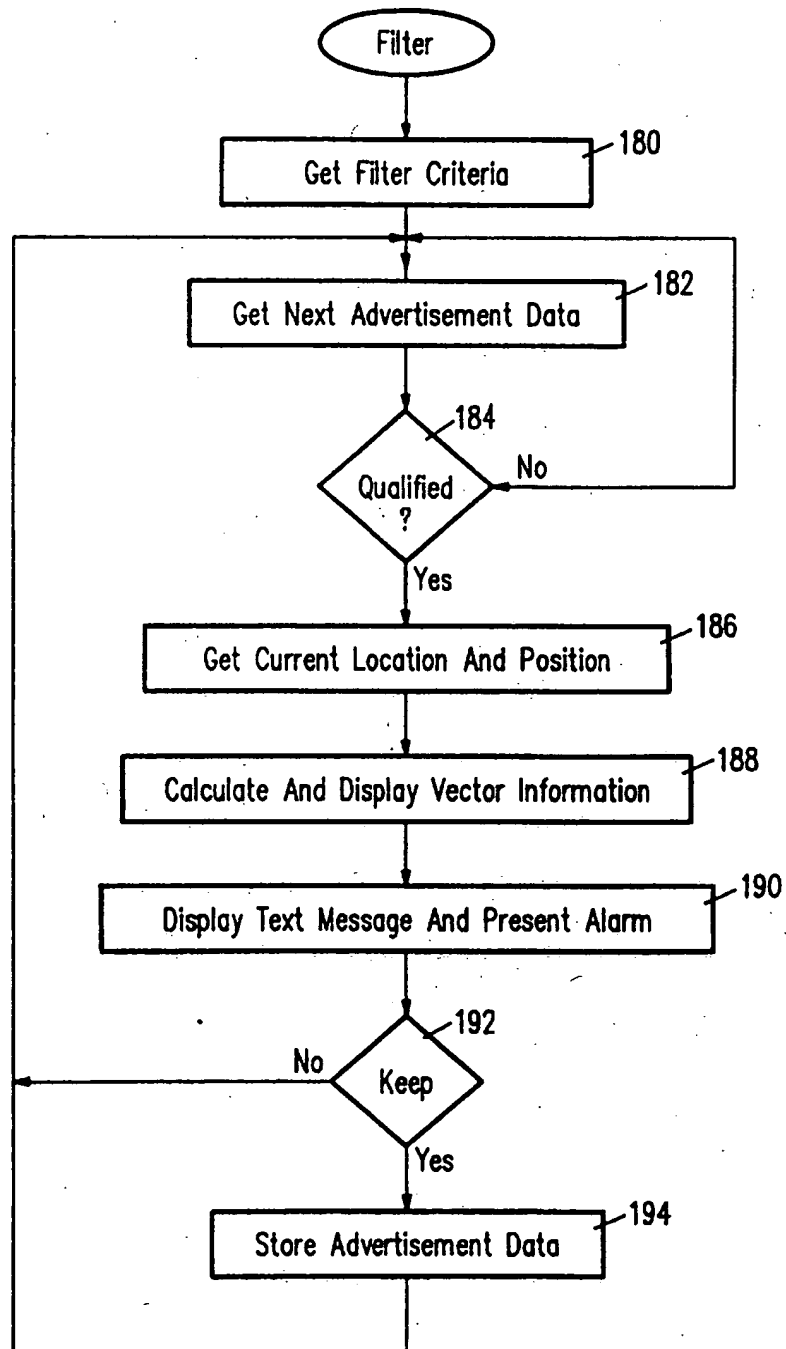 Filter
180
Get Filter Criteria
182
Get Next Advertisement Data
184
Qualified
?
No
Yes
186
Get Current Location And Position
188
Calculate And Display Vector Information
190
Display Text Message And Present Alarm
192
No
Keep
Yes
194
Store Advertisement Data